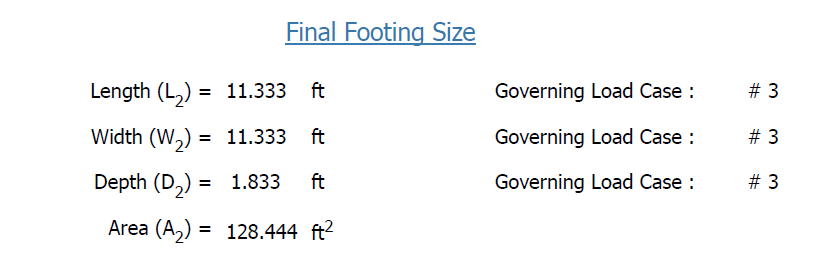 Final Footing Size
Length (L₂) = 11.333 ft Governing Load Case : # 3
Width (W₂) = 11.333 ft Governing Load Case : # 3
Depth (D₂) = 1.833 ft Governing Load Case : # 3
Area (A₂) = 128.444 ft²